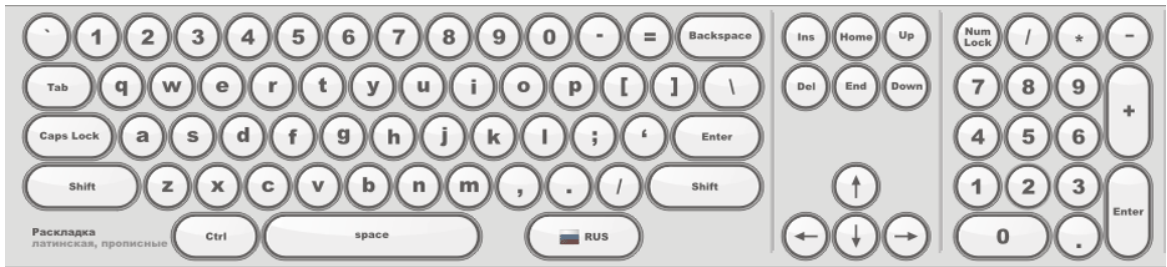 ` 1 2 3 4 5 6 7 8 9 0 - = Backspace Ins Home Up Num Lock / * -
Tab q w e r t y u i o p [ ] \ Del End Down 7 8 9 +
Caps Lock a s d f g h j k l ; ‘ Enter 4 5 6
Shift z x c v b n m , . / Shift ↑ 1 2 3 Enter
Раскладка
латинская, прописные
Ctrl space RUS ← ↓ → 0 .